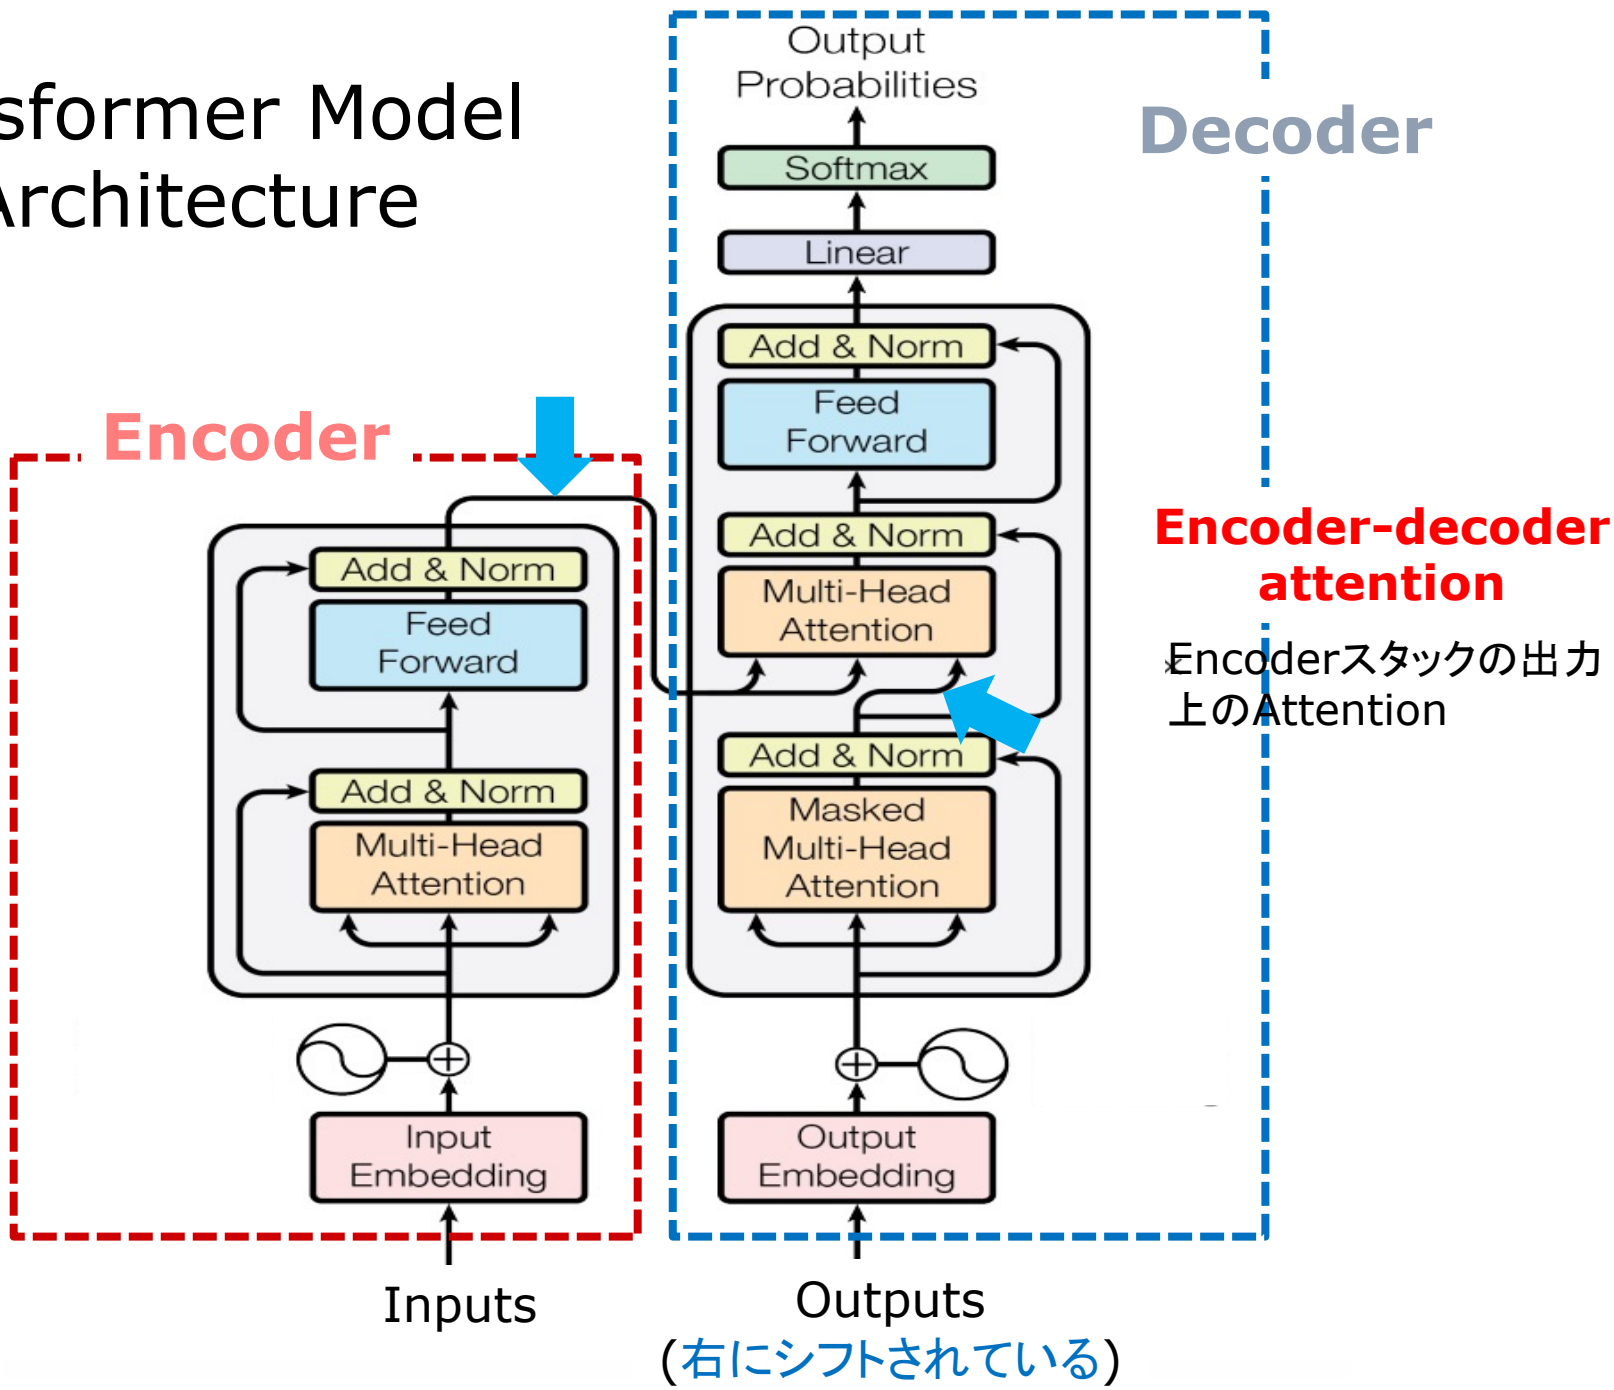 sformer Model
Architecture
Output
Probabilities
Softmax
Linear
Add & Norm
Feed
Forward
Add & Norm
Multi-Head
Attention
Add & Norm
Masked
Multi-Head
Attention
Output
Embedding
Outputs
(右にシフトされている)
Decoder
Encoder-decoder
attention
Encoderスタックの出力
上のAttention
Encoder
Add & Norm
Feed
Forward
Add & Norm
Multi-Head
Attention
Input
Embedding
Inputs